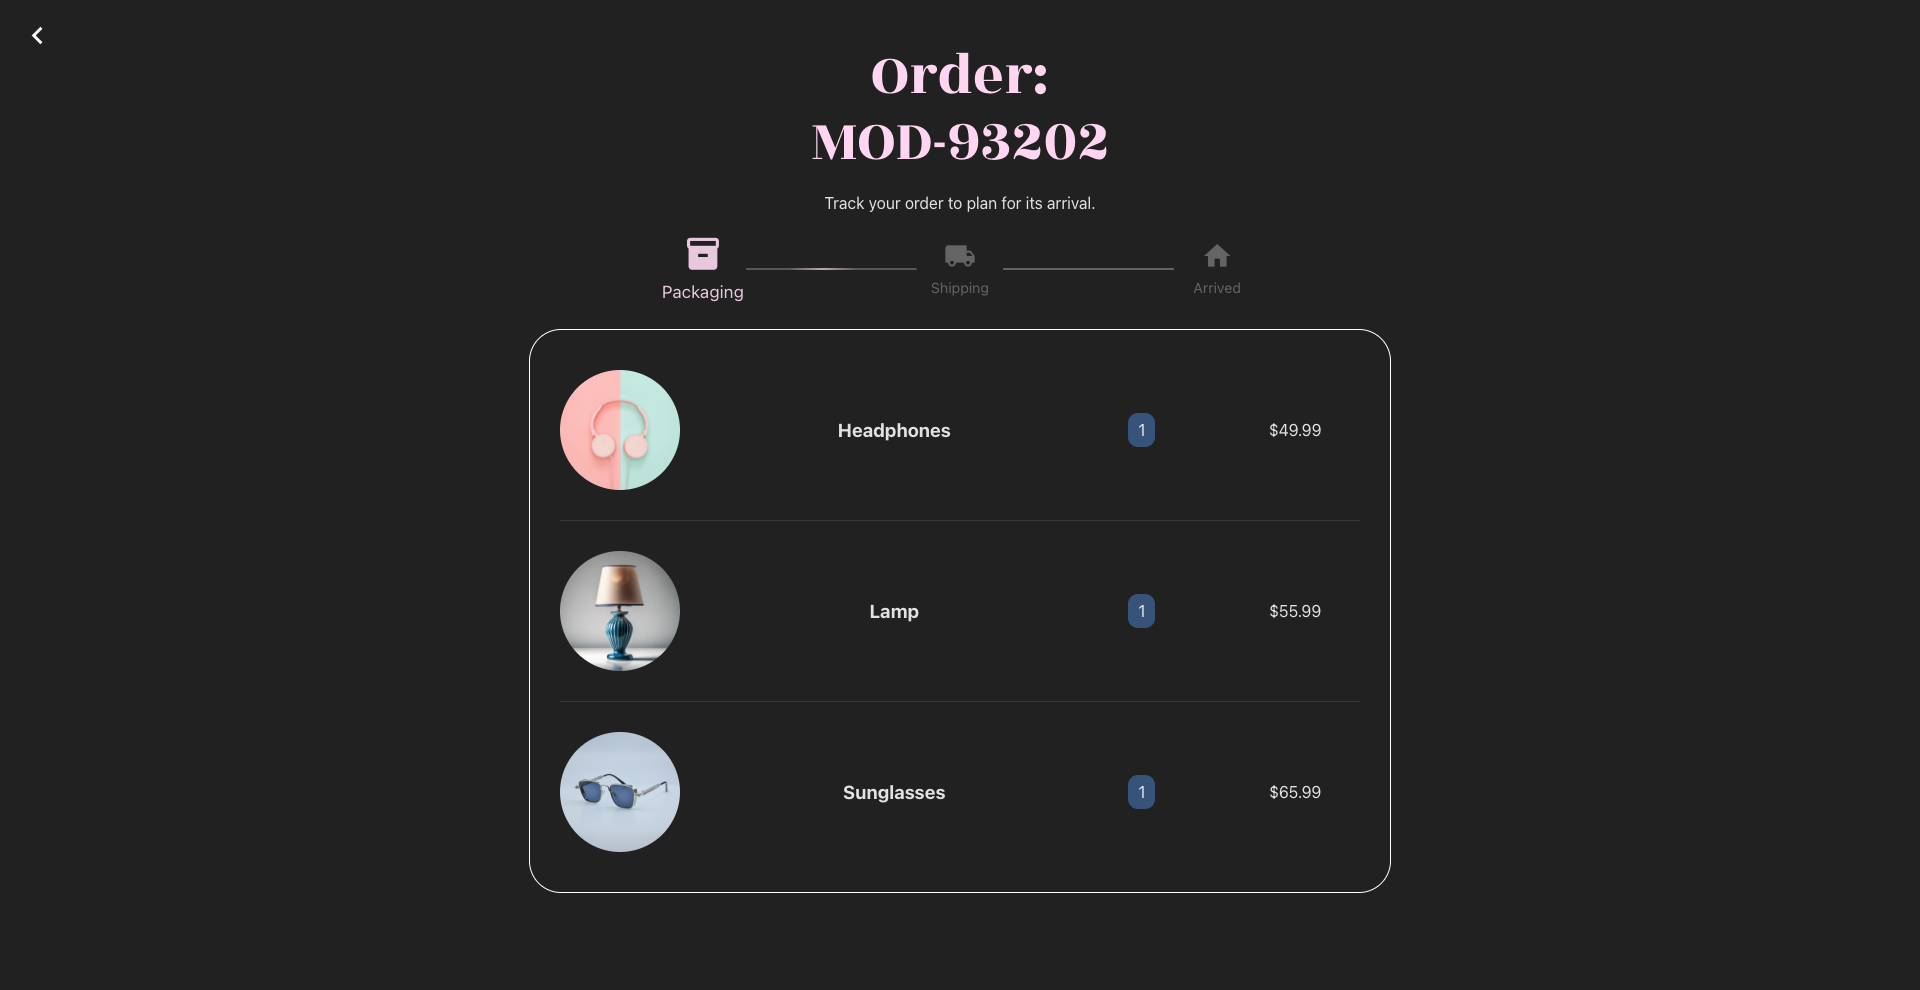 Order:
MOD-93202
Track your order to plan for its arrival.
Packaging
Shipping
Arrived
Headphones 1 $49.99
Lamp 1 $55.99
Sunglasses 1 $65.99